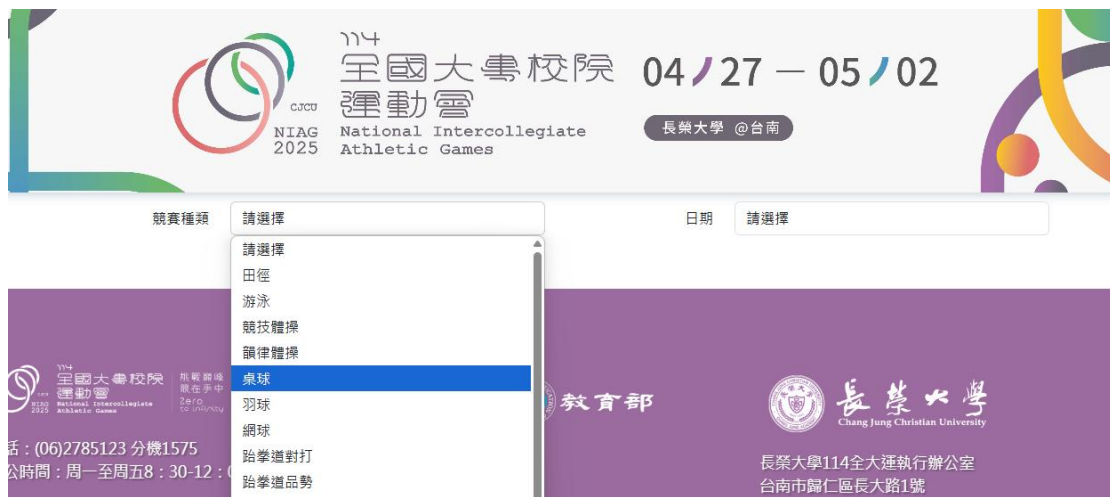 114
全國大專校院
運動會
National Intercollegiate
Athletic Games
CJCU
NIAG
2025
04/27 — 05/02
長榮大學 @台南
競賽種類 請選擇
日期 請選擇
請選擇
田徑
游泳
競技體操
韻律體操
桌球
羽球
網球
跆拳道對打
跆拳道品勢
114
全國大專校院
運動會
National Intercollegiate
Athletic Games
NIAG
2025
Zero
to infinity
教育部
長榮大學
Chang Jung Christian University
話：(06)2785123 分機1575
公時間：周一至周五8：30-12：0
長榮大學114全大運執行辦公室
台南市歸仁區長大路1號